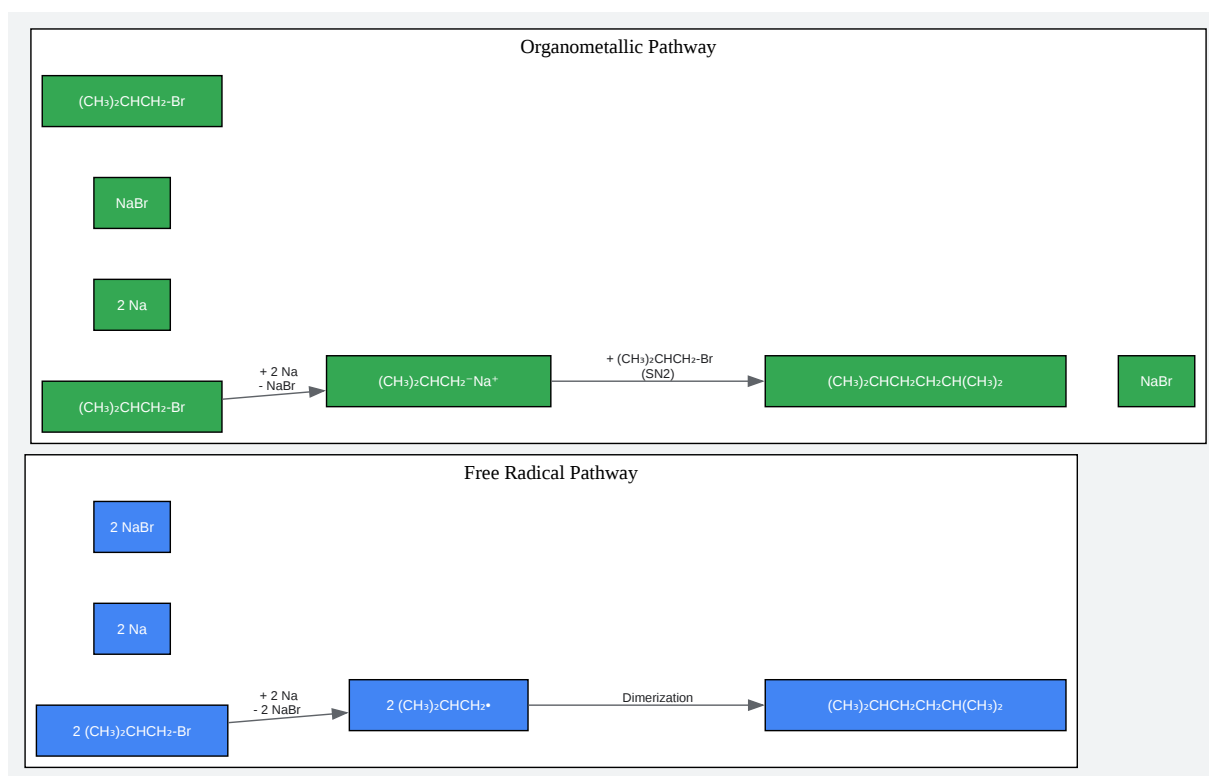 Organometallic Pathway
(CH₃)₂CHCH₂-Br
NaBr
2 Na
(CH₃)₂CHCH₂-Br
+ 2 Na
- NaBr
(CH₃)₂CHCH₂⁻Na⁺
+ (CH₃)₂CHCH₂-Br
(SN2)
(CH₃)₂CHCH₂CH₂CH(CH₃)₂
NaBr
Free Radical Pathway
2 NaBr
2 Na
2 (CH₃)₂CHCH₂-Br
+ 2 Na
- 2 NaBr
2 (CH₃)₂CHCH₂•
Dimerization
(CH₃)₂CHCH₂CH₂CH(CH₃)₂